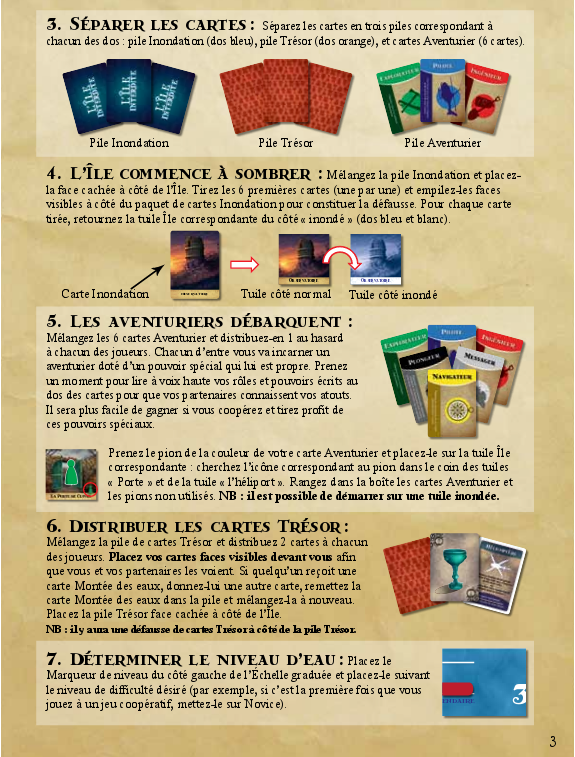 3. SÉPARER LES CARTES : Séparez les cartes en trois piles correspondant à
chacun des dos : pile Inondation (dos bleu), pile Trésor (dos orange), et cartes Aventurier (6 cartes).
L'ÎLE INTERDITE
L'ÎLE INTERDITE
L'ÎLE INTERDITE
EXPLORATEUR
PILOTE
INGÉNIEUR
Pile Inondation
Pile Trésor
Pile Aventurier
4. L'ÎLE COMMENCE À SOMBRER : Mélangez la pile Inondation et placez-
la face cachée à côté de l'Île. Tirez les 6 premières cartes (une par une) et empilez-les faces
visibles à côté du paquet de cartes Inondation pour constituer la défausse. Pour chaque carte
tirée, retournez la tuile Île correspondante du côté « inondé » (dos bleu et blanc).
OBSERVATOIRE
OBSERVATOIRE
OBSERVATOIRE
Carte Inondation
Tuile côté normal
Tuile côté inondé
5. LES AVENTURIERS DÉBARQUENT :
Mélangez les 6 cartes Aventurier et distribuez-en 1 au hasard
à chacun des joueurs. Chacun d'entre vous va incarner un
aventurier doté d'un pouvoir spécial qui lui est propre. Prenez
un moment pour lire à voix haute vos rôles et pouvoirs écrits au
dos des cartes pour que vos partenaires connaissent vos atouts.
Il sera plus facile de gagner si vous coopérez et tirez profit de
ces pouvoirs spéciaux.
EXPLORATEUR
PILOTE
INGÉNIEUR
PLONGEUR
MESSAGER
NAVIGATEUR
Prenez le pion de la couleur de votre carte Aventurier et placez-le sur la tuile Île
correspondante : cherchez l'icône correspondant au pion dans le coin des tuiles
« Porte » et de la tuile « l'héliport ». Rangez dans la boîte les cartes Aventurier et
les pions non utilisés. NB : il est possible de démarrer sur une tuile inondée.
6. DISTRIBUER LES CARTES TRÉSOR :
Mélangez la pile de cartes Trésor et distribuez 2 cartes à chacun
des joueurs. Placez vos cartes faces visibles devant vous afin
que vous et vos partenaires les voient. Si quelqu'un reçoit une
carte Montée des eaux, donnez-lui une autre carte, remettez la
carte Montée des eaux dans la pile et mélangez-la à nouveau.
Placez la pile Trésor face cachée à côté de l'Île.
NB : il y aura une défausse de cartes Trésor à côté de la pile Trésor.
HÉLICOPTÈRE
7. DÉTERMINER LE NIVEAU D'EAU : Placez le
Marqueur de niveau du côté gauche de l'Échelle graduée et placez-le suivant
le niveau de difficulté désiré (par exemple, si c'est la première fois que vous
jouez à un jeu coopératif, mettez-le sur Novice).
3
3